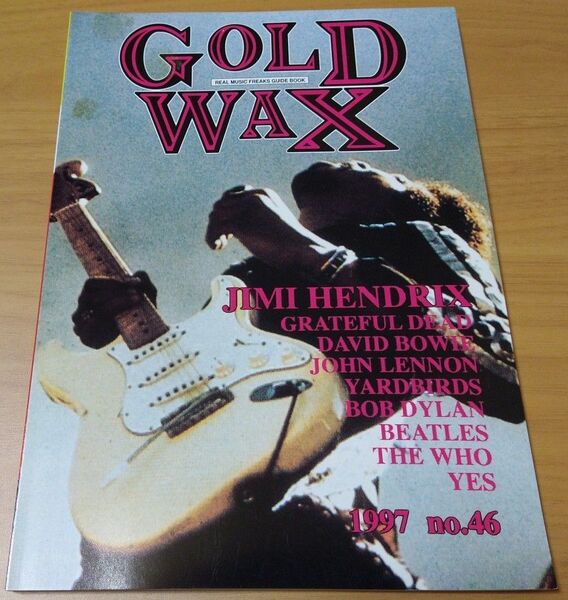 GOLD
REAL MUSIC FREAKS GUIDE BOOK
WAX
JIMI HENDRIX
GRATEFUL DEAD
DAVID BOWIE
JOHN LENNON
YARDBIRDS
BOB DYLAN
BEATLES
THE WHO
YES
1997 no.46